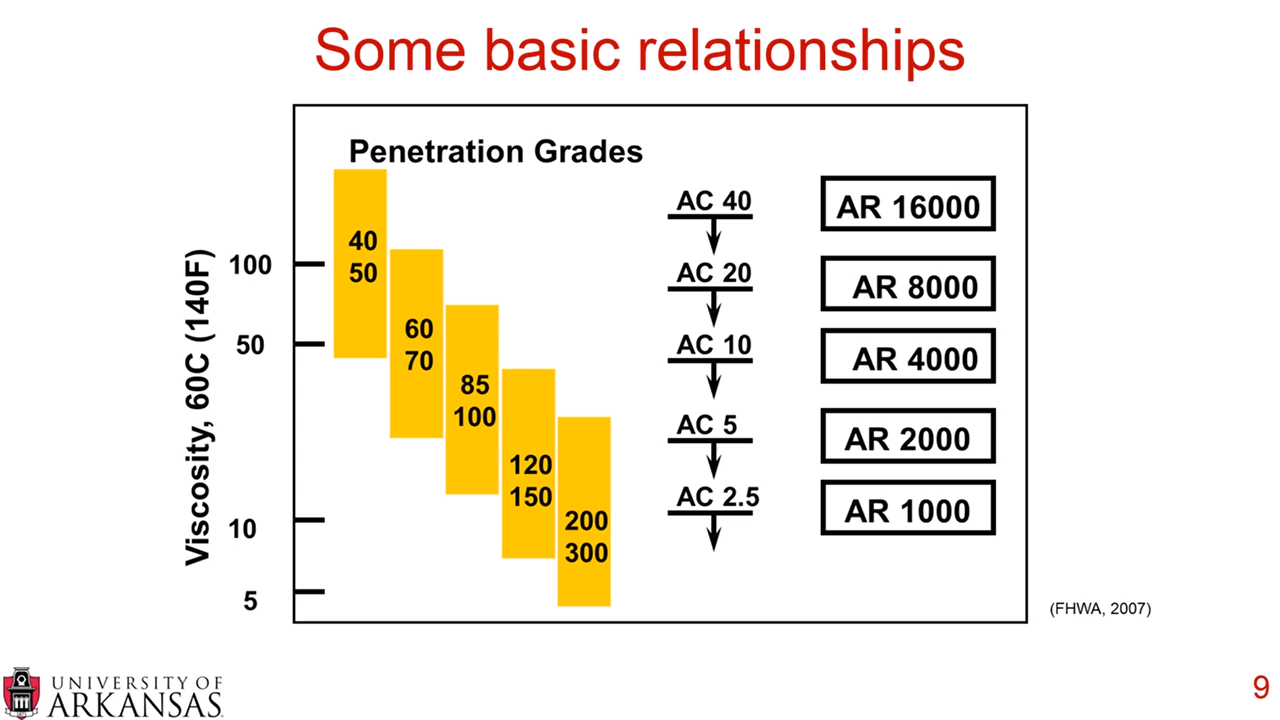 Some basic relationships
Penetration Grades
Viscosity, 60C (140F)
100
50
10
5
40
50
60
70
85
100
120
150
200
300
AC 40
AC 20
AC 10
AC 5
AC 2.5
AR 16000
AR 8000
AR 4000
AR 2000
AR 1000
(FHWA, 2007)
UNIVERSITY OF
ARKANSAS
9